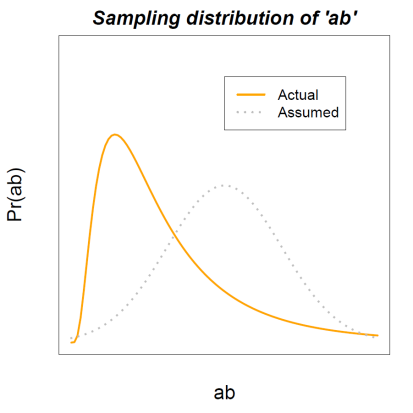 Sampling distribution of 'ab'
Actual
Assumed
Pr(ab)
ab